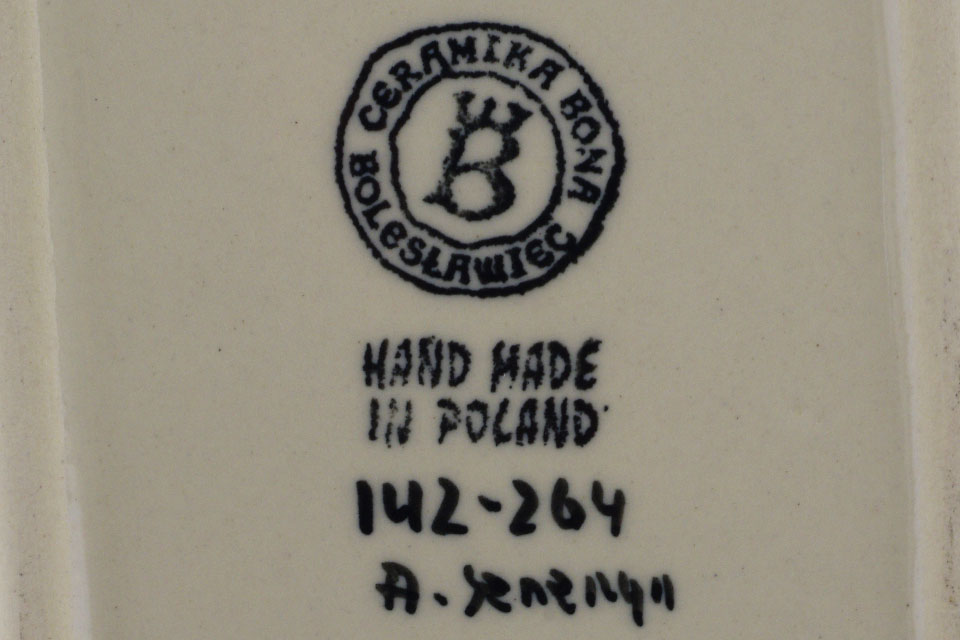 CERAMIKA BONA
BOLESŁAWIEC
B
HAND MADE
IN POLAND
142-264
A.